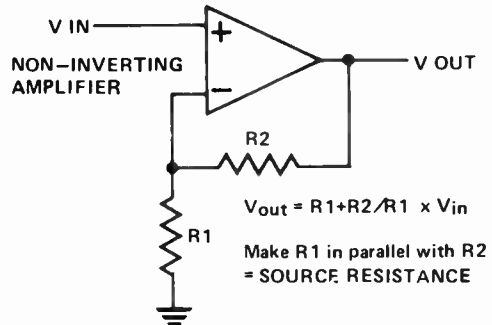 V IN
+
NON–INVERTING
AMPLIFIER
–
V OUT
R2
R1
Vout = R1+R2/R1 x Vin
Make R1 in parallel with R2
= SOURCE RESISTANCE